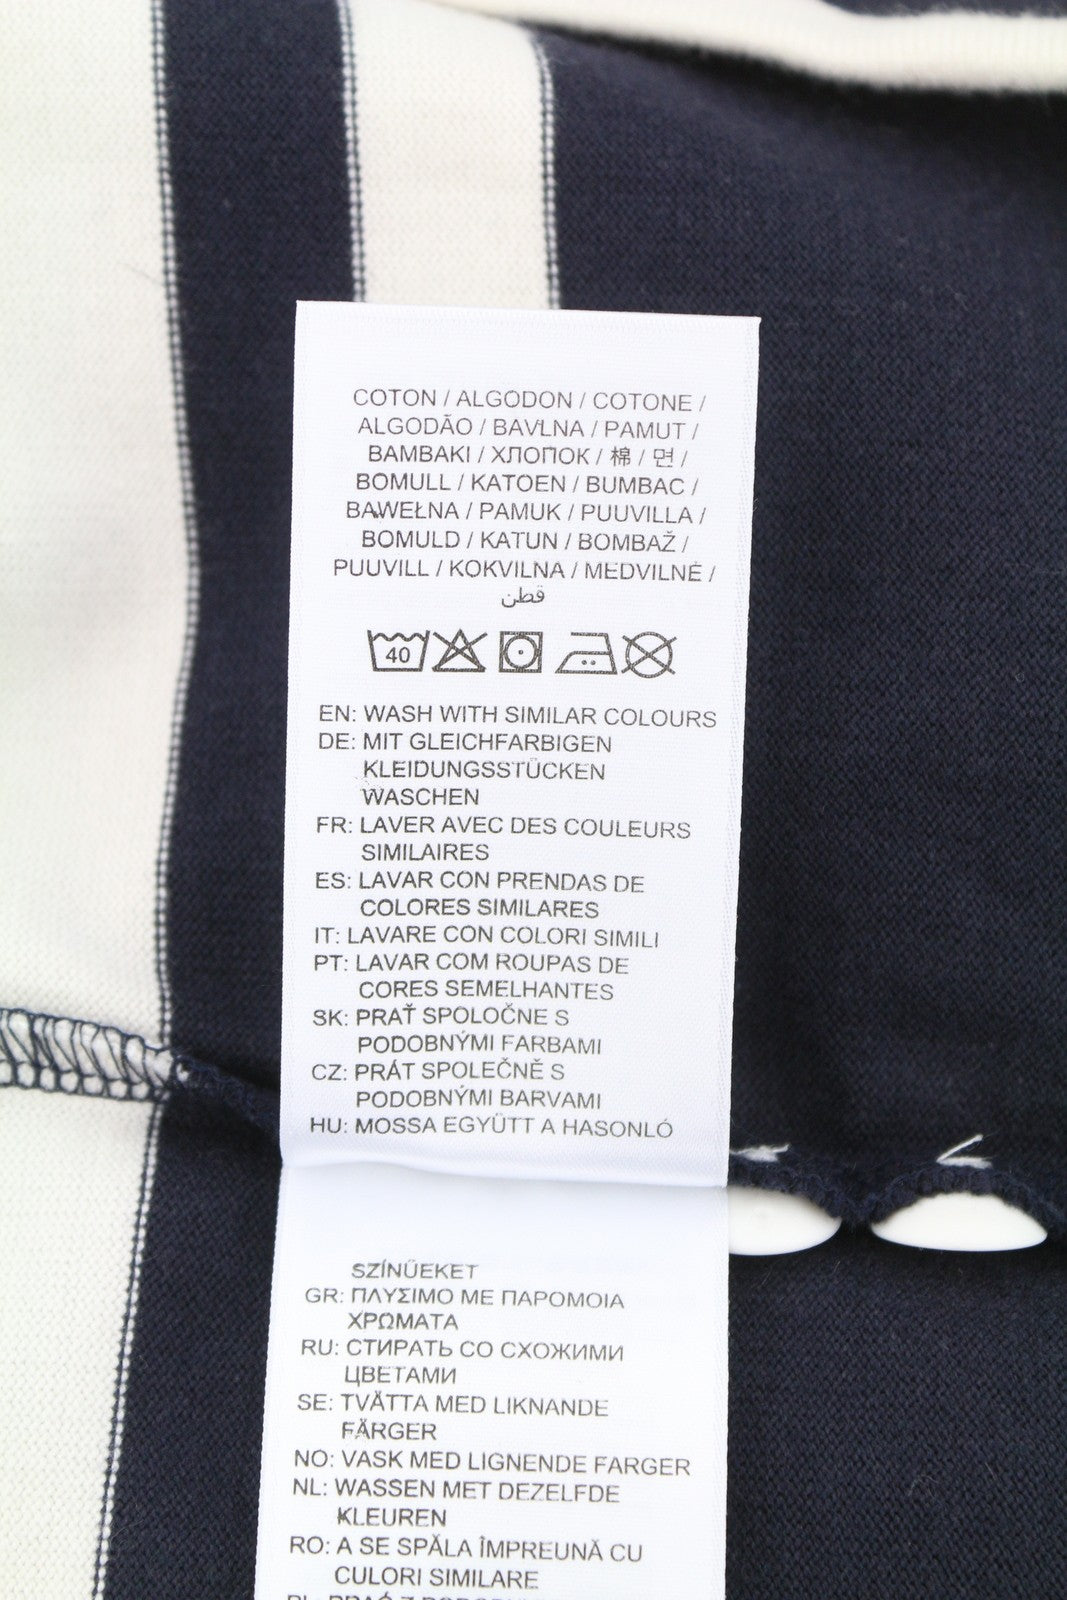 COTON / ALGODON / COTONE /
ALGODÃO / BAVLNA / PAMUT /
BAMBAKI / ХЛОПОК / 棉 / 면 /
BOMULL / KATOEN / BUMBAC /
BAWEŁNA / PAMUK / PUUVILLA /
BOMULD / KATUN / BOMBAŽ /
PUUVILL / KOKVILNA / MEDVILNĖ /
قطن
40
EN: WASH WITH SIMILAR COLOURS
DE: MIT GLEICHFARBIGEN
KLEIDUNGSSTÜCKEN
WASCHEN
FR: LAVER AVEC DES COULEURS
SIMILAIRES
ES: LAVAR CON PRENDAS DE
COLORES SIMILARES
IT: LAVARE CON COLORI SIMILI
PT: LAVAR COM ROUPAS DE
CORES SEMELHANTES
SK: PRAŤ SPOLOČNE S
PODOBNÝMI FARBAMI
CZ: PRÁT SPOLEČNĚ S
PODOBNÝMI BARVAMI
HU: MOSSA EGYÜTT A HASONLÓ
SZÍNŰEKET
GR: ΠΛΥΣΙΜΟ ΜΕ ΠΑΡΟΜΟΙΑ
ΧΡΩΜΑΤΑ
RU: СТИРАТЬ СО СХОЖИМИ
ЦВЕТАМИ
SE: TVÄTTA MED LIKNANDE
FÄRGER
NO: VASK MED LIGNENDE FARGER
NL: WASSEN MET DEZELFDE
KLEUREN
RO: A SE SPĂLA ÎMPREUNĂ CU
CULORI SIMILARE